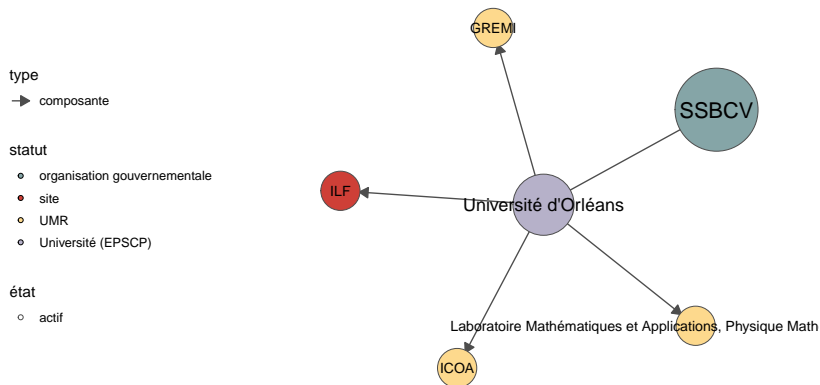 type
composante
statut
organisation gouvernementale
site
UMR
Université (EPSCP)
état
actif
GREMI
SSBCV
ILF
Université d'Orléans
Laboratoire Mathématiques et Applications, Physique Math
ICOA